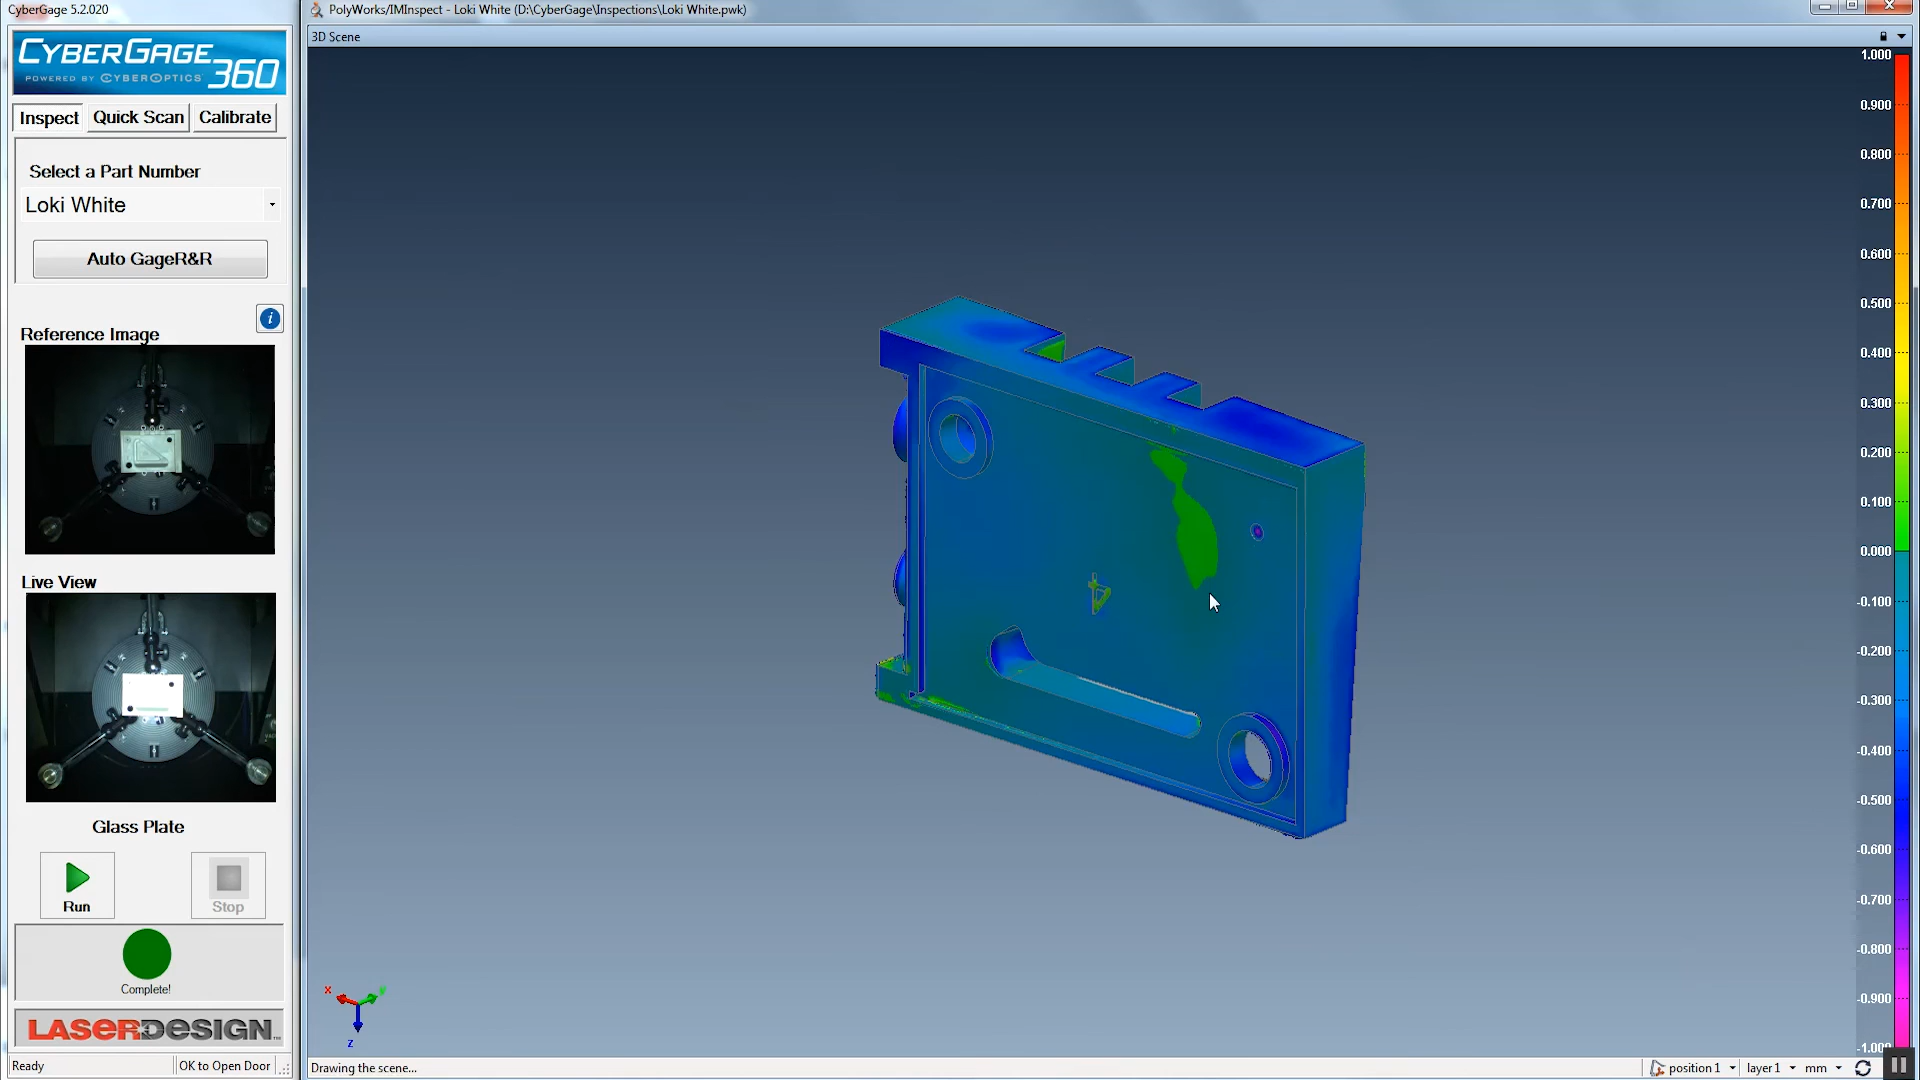 CyberGage 5.2.020
CYBERGAGE
360
POWERED BY CYBEROPTICS
Inspect
Quick Scan
Calibrate
Select a Part Number
Loki White
Auto GageR&R
Reference Image
Live View
Glass Plate
Run
Stop
Complete!
LASERDESIGN
Ready
OK to Open Door
PolyWorks/IMInspect - Loki White (D:\CyberGage\Inspections\Loki White.pwk)
3D Scene
4
1.000
0.900
0.800
0.700
0.600
0.500
0.400
0.300
0.200
0.100
0.000
-0.100
-0.200
-0.300
-0.400
-0.500
-0.600
-0.700
-0.800
-0.900
-1.000
X
Y
Z
Drawing the scene...
position 1
layer 1
mm